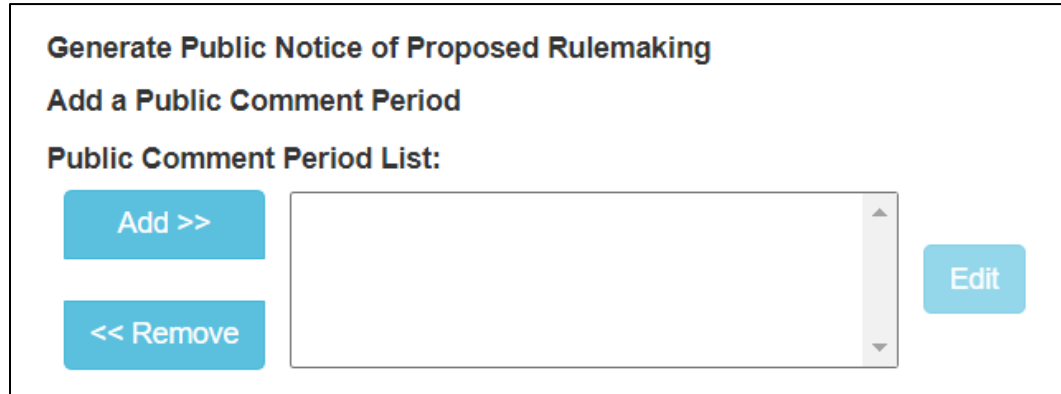 Generate Public Notice of Proposed Rulemaking
Add a Public Comment Period
Public Comment Period List:
Add >>
Edit
<< Remove